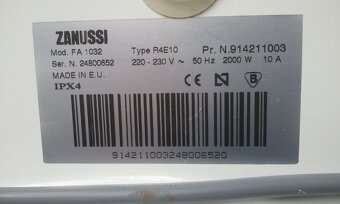 ZANUSSI
Mod. FA 1032 Type R4E10 Pr. N.914211003
Ser. N. 24800652 220 - 230 V ~ 50 Hz 2000 W 10 A
MADE IN E.U.
IPX4
91421100324800652G